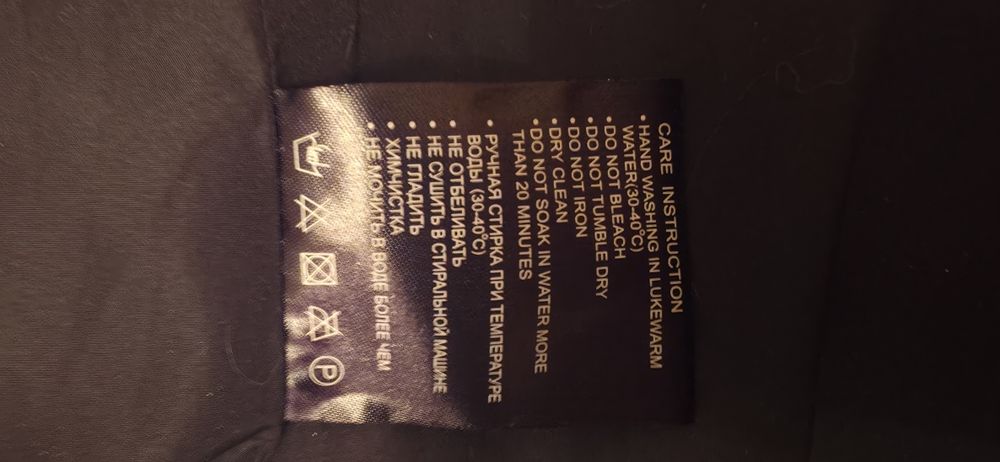 CARE INSTRUCTION
• HAND WASHING IN LUKEWARM
WATER(30-40°C)
• DO NOT BLEACH
• DO NOT TUMBLE DRY
• DO NOT IRON
• DRY CLEAN
• DO NOT SOAK IN WATER MORE
THAN 20 MINUTES
• РУЧНАЯ СТИРКА ПРИ ТЕМПЕРАТУРЕ
ВОДЫ (30-40°C)
• НЕ ОТБЕЛИВАТЬ
• НЕ СУШИТЬ В СТИРАЛЬНОЙ МАШИНЕ
• НЕ ГЛАДИТЬ
• ХИМЧИСТКА
• НЕ МОЧИТЬ В ВОДЕ БОЛЕЕ ЧЕМ
P